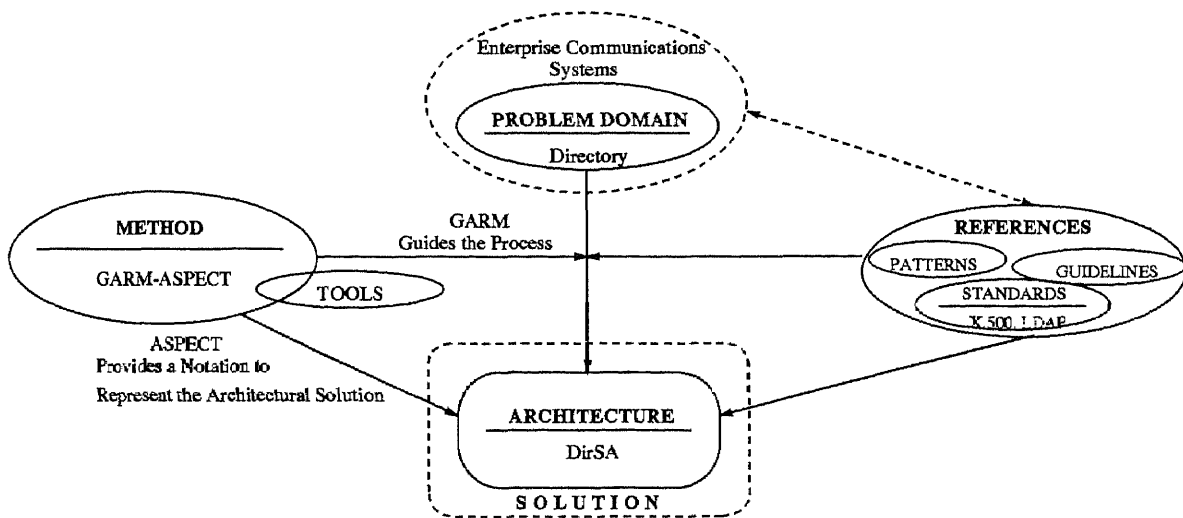 Enterprise Communications
Systems
PROBLEM DOMAIN
Directory
METHOD
GARM-ASPECT
TOOLS
GARM
Guides the Process
REFERENCES
PATTERNS
GUIDELINES
STANDARDS
X.500, LDAP
ASPECT
Provides a Notation to
Represent the Architectural Solution
ARCHITECTURE
DirSA
SOLUTION